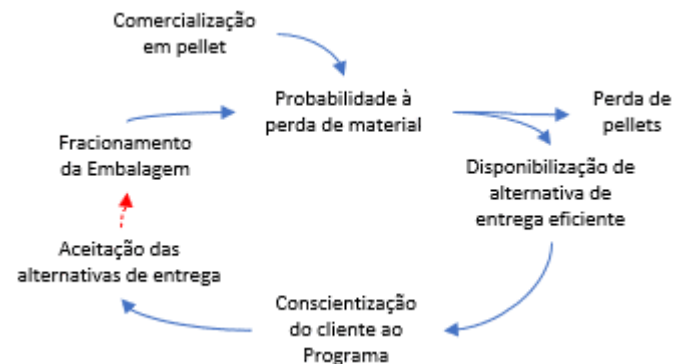 Comercialização
em pellet
Probabilidade à
perda de material
Perda de
pellets
Fracionamento
da Embalagem
Disponibilização de
alternativa de
entrega eficiente
Aceitação das
alternativas de entrega
Conscientização
do cliente ao
Programa